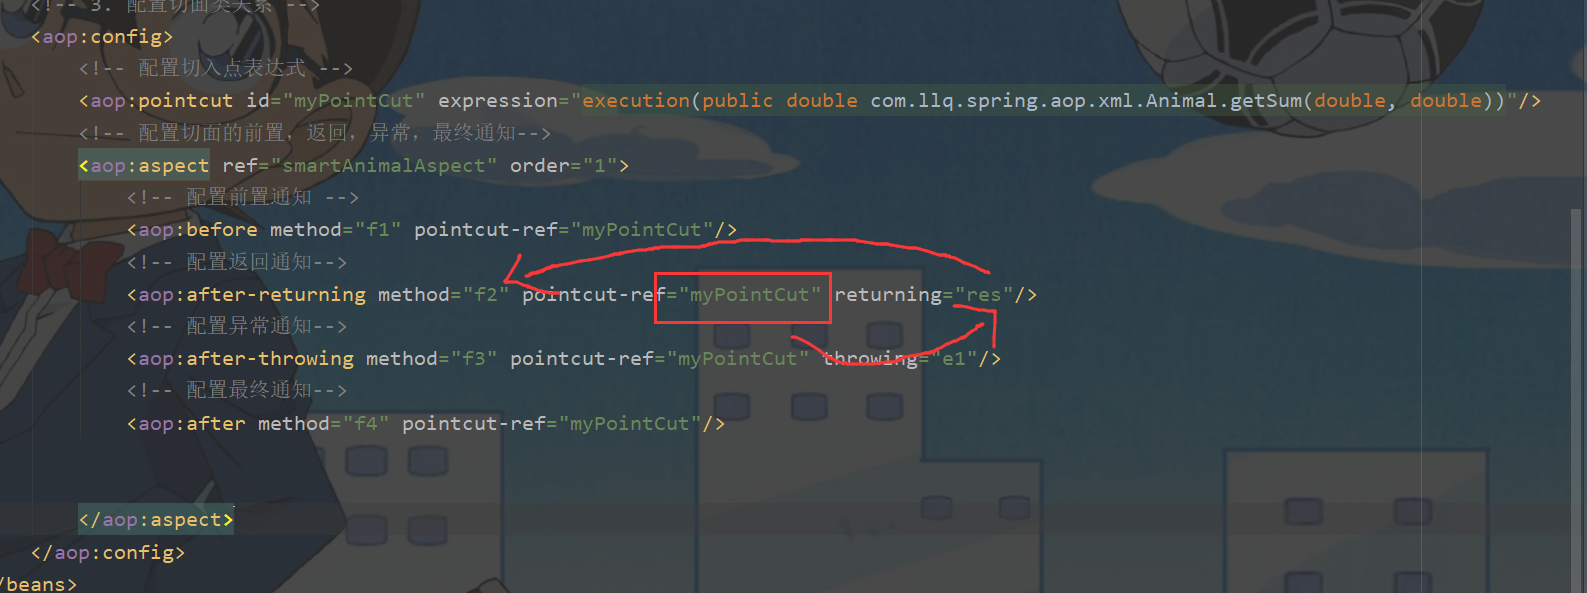 <!-- 3. 配置切面类关系 -->
<aop:config>
<!-- 配置切入点表达式 -->
<aop:pointcut id="myPointCut" expression="execution(public double com.llq.spring.aop.xml.Animal.getSum(double, double))"/>
<!-- 配置切面的前置，返回，异常，最终通知-->
<aop:aspect ref="smartAnimalAspect" order="1">
<!-- 配置前置通知 -->
<aop:before method="f1" pointcut-ref="myPointCut"/>
<!-- 配置返回通知-->
<aop:after-returning method="f2" pointcut-ref="myPointCut" returning="res"/>
<!-- 配置异常通知-->
<aop:after-throwing method="f3" pointcut-ref="myPointCut" throwing="e1"/>
<!-- 配置最终通知-->
<aop:after method="f4" pointcut-ref="myPointCut"/>
</aop:aspect>
</aop:config>
/beans>